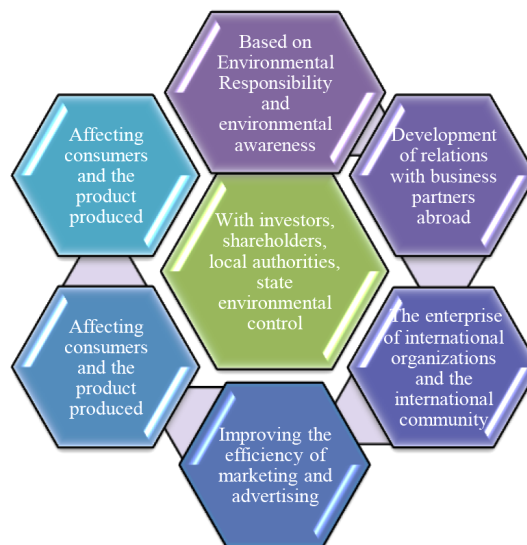 Based on
Environmental
Responsibility
and
environmental
awareness
Affecting
consumers
and the
product
produced
Development
of relations
with business
partners
abroad
With investors,
shareholders,
local authorities,
state
environmental
control
Affecting
consumers
and the
product
produced
The enterprise
of international
organizations
and the
international
community
Improving the
efficiency of
marketing and
advertising